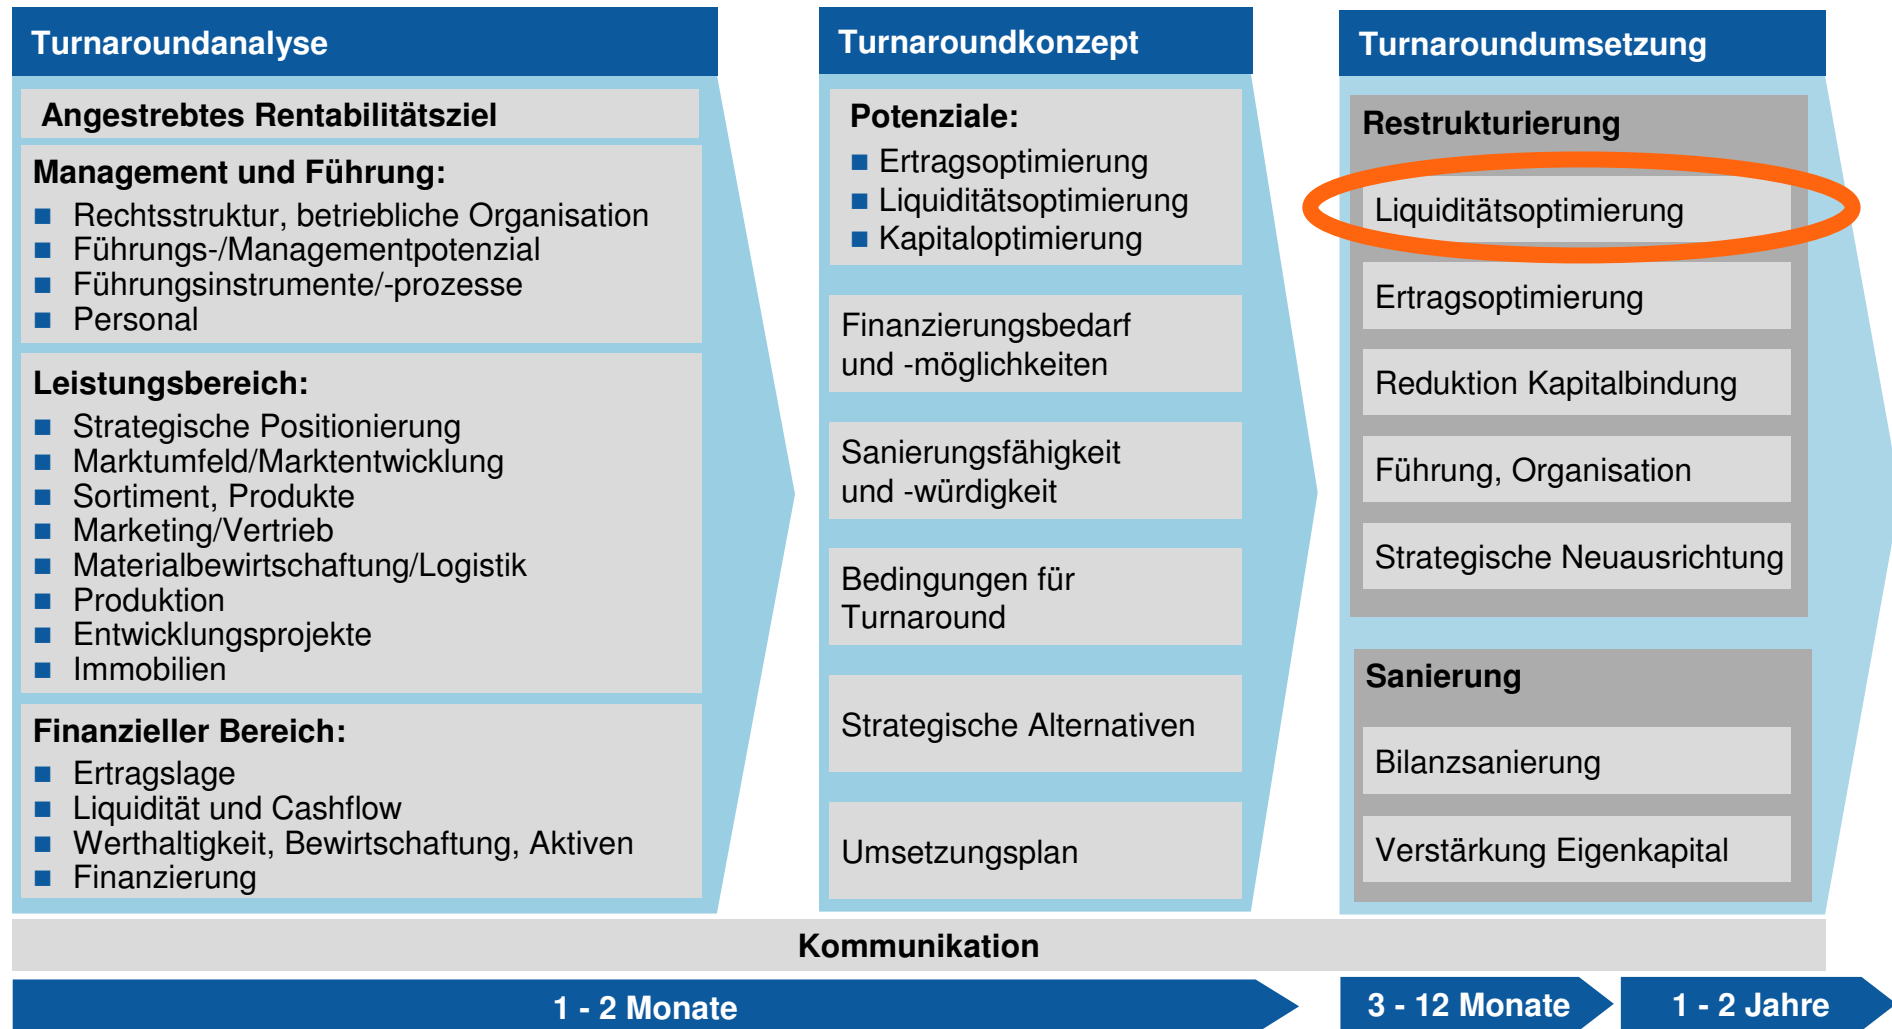 Turnaroundanalyse
Angestrebtes Rentabilitätsziel
Management und Führung:
Rechtsstruktur, betriebliche Organisation
Führungs-/Managementpotenzial
Führungsinstrumente/-prozesse
Personal
Leistungsbereich:
Strategische Positionierung
Marktumfeld/Marktentwicklung
Sortiment, Produkte
Marketing/Vertrieb
Materialbewirtschaftung/Logistik
Produktion
Entwicklungsprojekte
Immobilien
Finanzieller Bereich:
Ertragslage
Liquidität und Cashflow
Werthaltigkeit, Bewirtschaftung, Aktiven
Finanzierung
Turnaroundkonzept
Potenziale:
Ertragsoptimierung
Liquiditätsoptimierung
Kapitaloptimierung
Finanzierungsbedarf
und -möglichkeiten
Sanierungsfähigkeit
und -würdigkeit
Bedingungen für
Turnaround
Strategische Alternativen
Umsetzungsplan
Turnaroundumsetzung
Restrukturierung
Liquiditätsoptimierung
Ertragsoptimierung
Reduktion Kapitalbindung
Führung, Organisation
Strategische Neuausrichtung
Sanierung
Bilanzsanierung
Verstärkung Eigenkapital
Kommunikation
1 - 2 Monate
3 - 12 Monate
1 - 2 Jahre